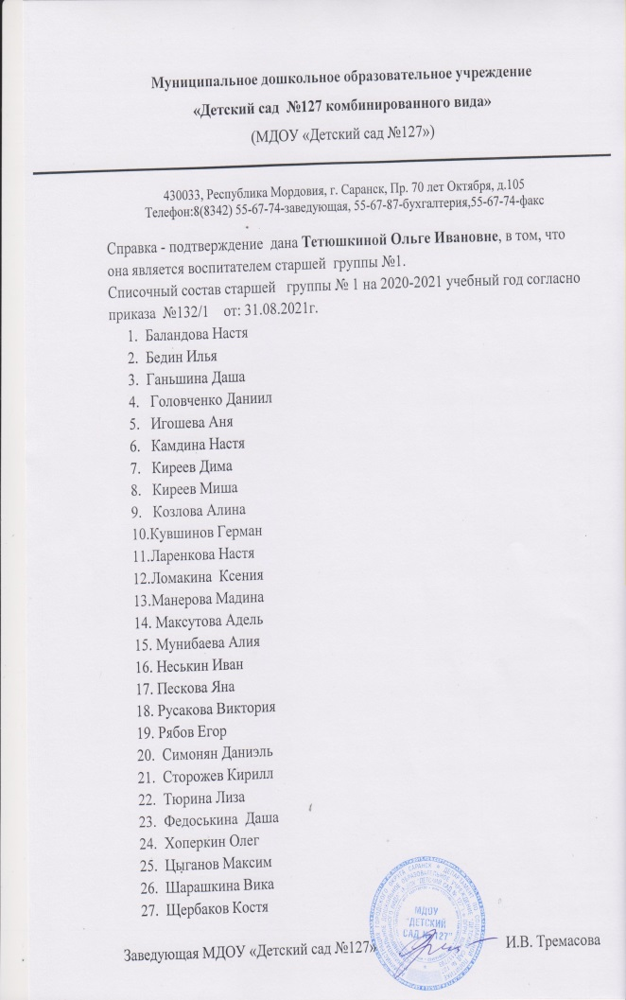 Муниципальное дошкольное образовательное учреждение
«Детский сад №127 комбинированного вида»
(МДОУ «Детский сад №127»)
430033, Республика Мордовия, г. Саранск, Пр. 70 лет Октября, д.105
Телефон:8(8342) 55-67-74-заведующая, 55-67-87-бухгалтерия,55-67-74-факс
Справка - подтверждение дана Тетюшкиной Ольге Ивановне, в том, что
она является воспитателем старшей группы №1.
Списочный состав старшей группы № 1 на 2020-2021 учебный год согласно
приказа №132/1 от: 31.08.2021г.
1. Баландова Настя
2. Бедин Илья
3. Ганьшина Даша
4. Головченко Даниил
5. Игошева Аня
6. Камдина Настя
7. Киреев Дима
8. Киреев Миша
9. Козлова Алина
10.Кувшинов Герман
11.Ларенкова Настя
12.Ломакина Ксения
13.Манерова Мадина
14. Максутова Адель
15. Мунибаева Алия
16. Неськин Иван
17. Пескова Яна
18. Русакова Виктория
19. Рябов Егор
20. Симонян Даниэль
21. Сторожев Кирилл
22. Тюрина Лиза
23. Федоськина Даша
24. Хоперкин Олег
25. Цыганов Максим
26. Шарашкина Вика
27. Щербаков Костя
МДОУ
"ДЕТСКИЙ
САД №127"
Заведующая МДОУ «Детский сад №127» И.В. Тремасова